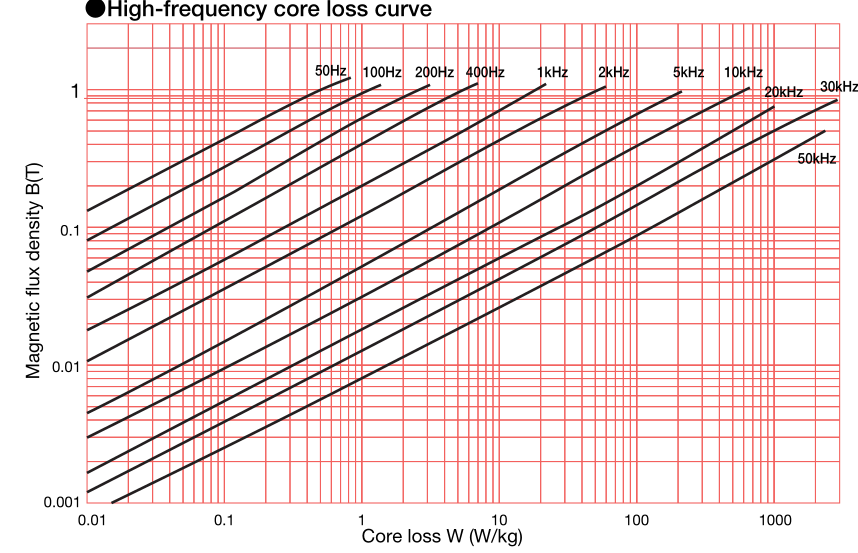 ●High-frequency core loss curve
50Hz 100Hz 200Hz 400Hz 1kHz 2kHz 5kHz 10kHz 20kHz 30kHz
50kHz
1
0.1
0.01
0.001
Magnetic flux density B(T)
0.01 0.1 1 10 100 1000
Core loss W (W/kg)